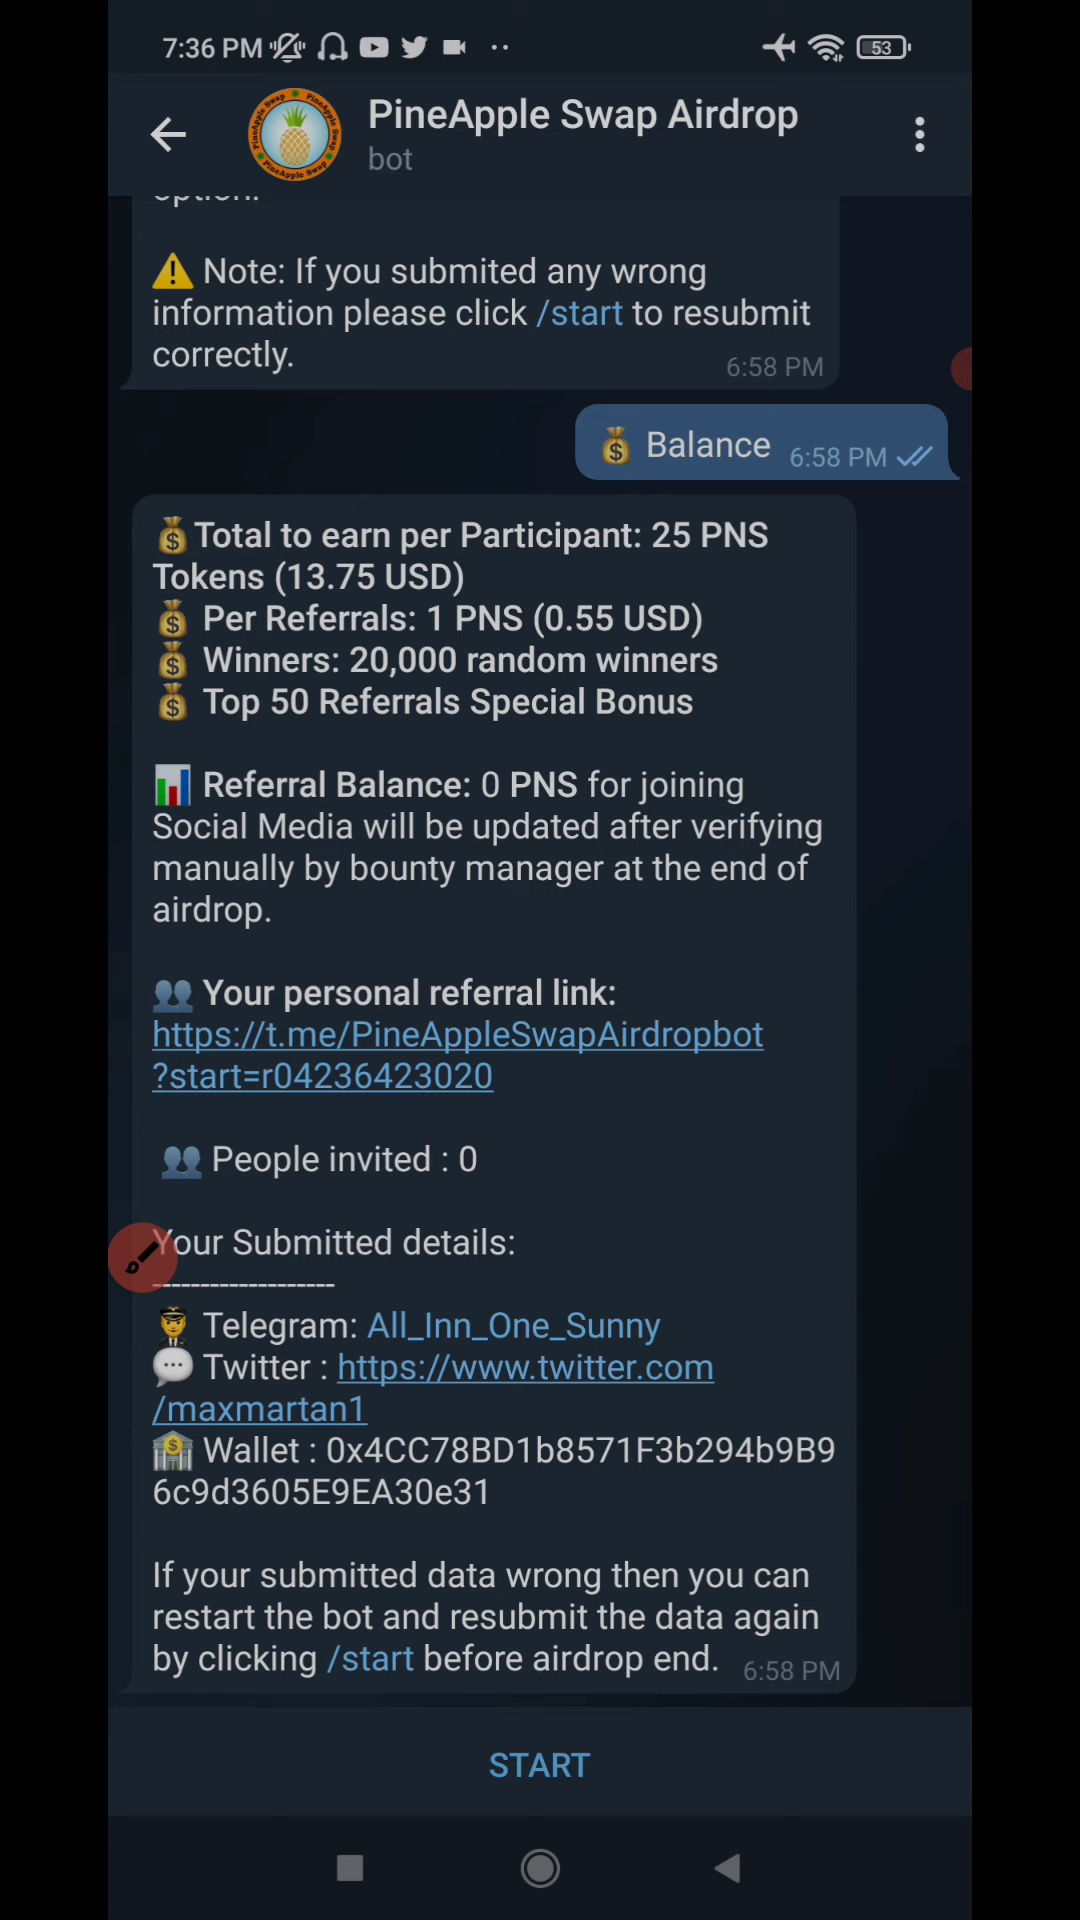 7:36 PM
53
PineApple Swap Airdrop
bot
option.
Note: If you submited any wrong
information please click /start to resubmit
correctly.
6:58 PM
Balance 6:58 PM
Total to earn per Participant: 25 PNS
Tokens (13.75 USD)
Per Referrals: 1 PNS (0.55 USD)
Winners: 20,000 random winners
Top 50 Referrals Special Bonus
Referral Balance: 0 PNS for joining
Social Media will be updated after verifying
manually by bounty manager at the end of
airdrop.
Your personal referral link:
https://t.me/PineAppleSwapAirdropbot
?start=r04236423020
People invited : 0
Your Submitted details:
-------------------
Telegram: All_Inn_One_Sunny
Twitter : https://www.twitter.com
/maxmartan1
Wallet : 0x4CC78BD1b8571F3b294b9B9
6c9d3605E9EA30e31
If your submitted data wrong then you can
restart the bot and resubmit the data again
by clicking /start before airdrop end. 6:58 PM
START